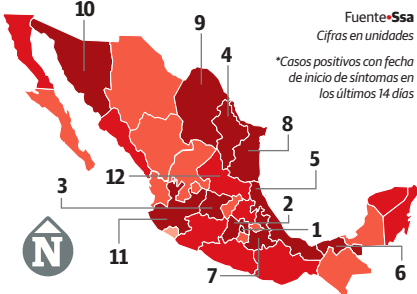 Fuente•Ssa
Cifras en unidades
*Casos positivos con fecha
de inicio de síntomas en
los últimos 14 días
10
9
4
8
5
12
3
2
1
11
7
6
N